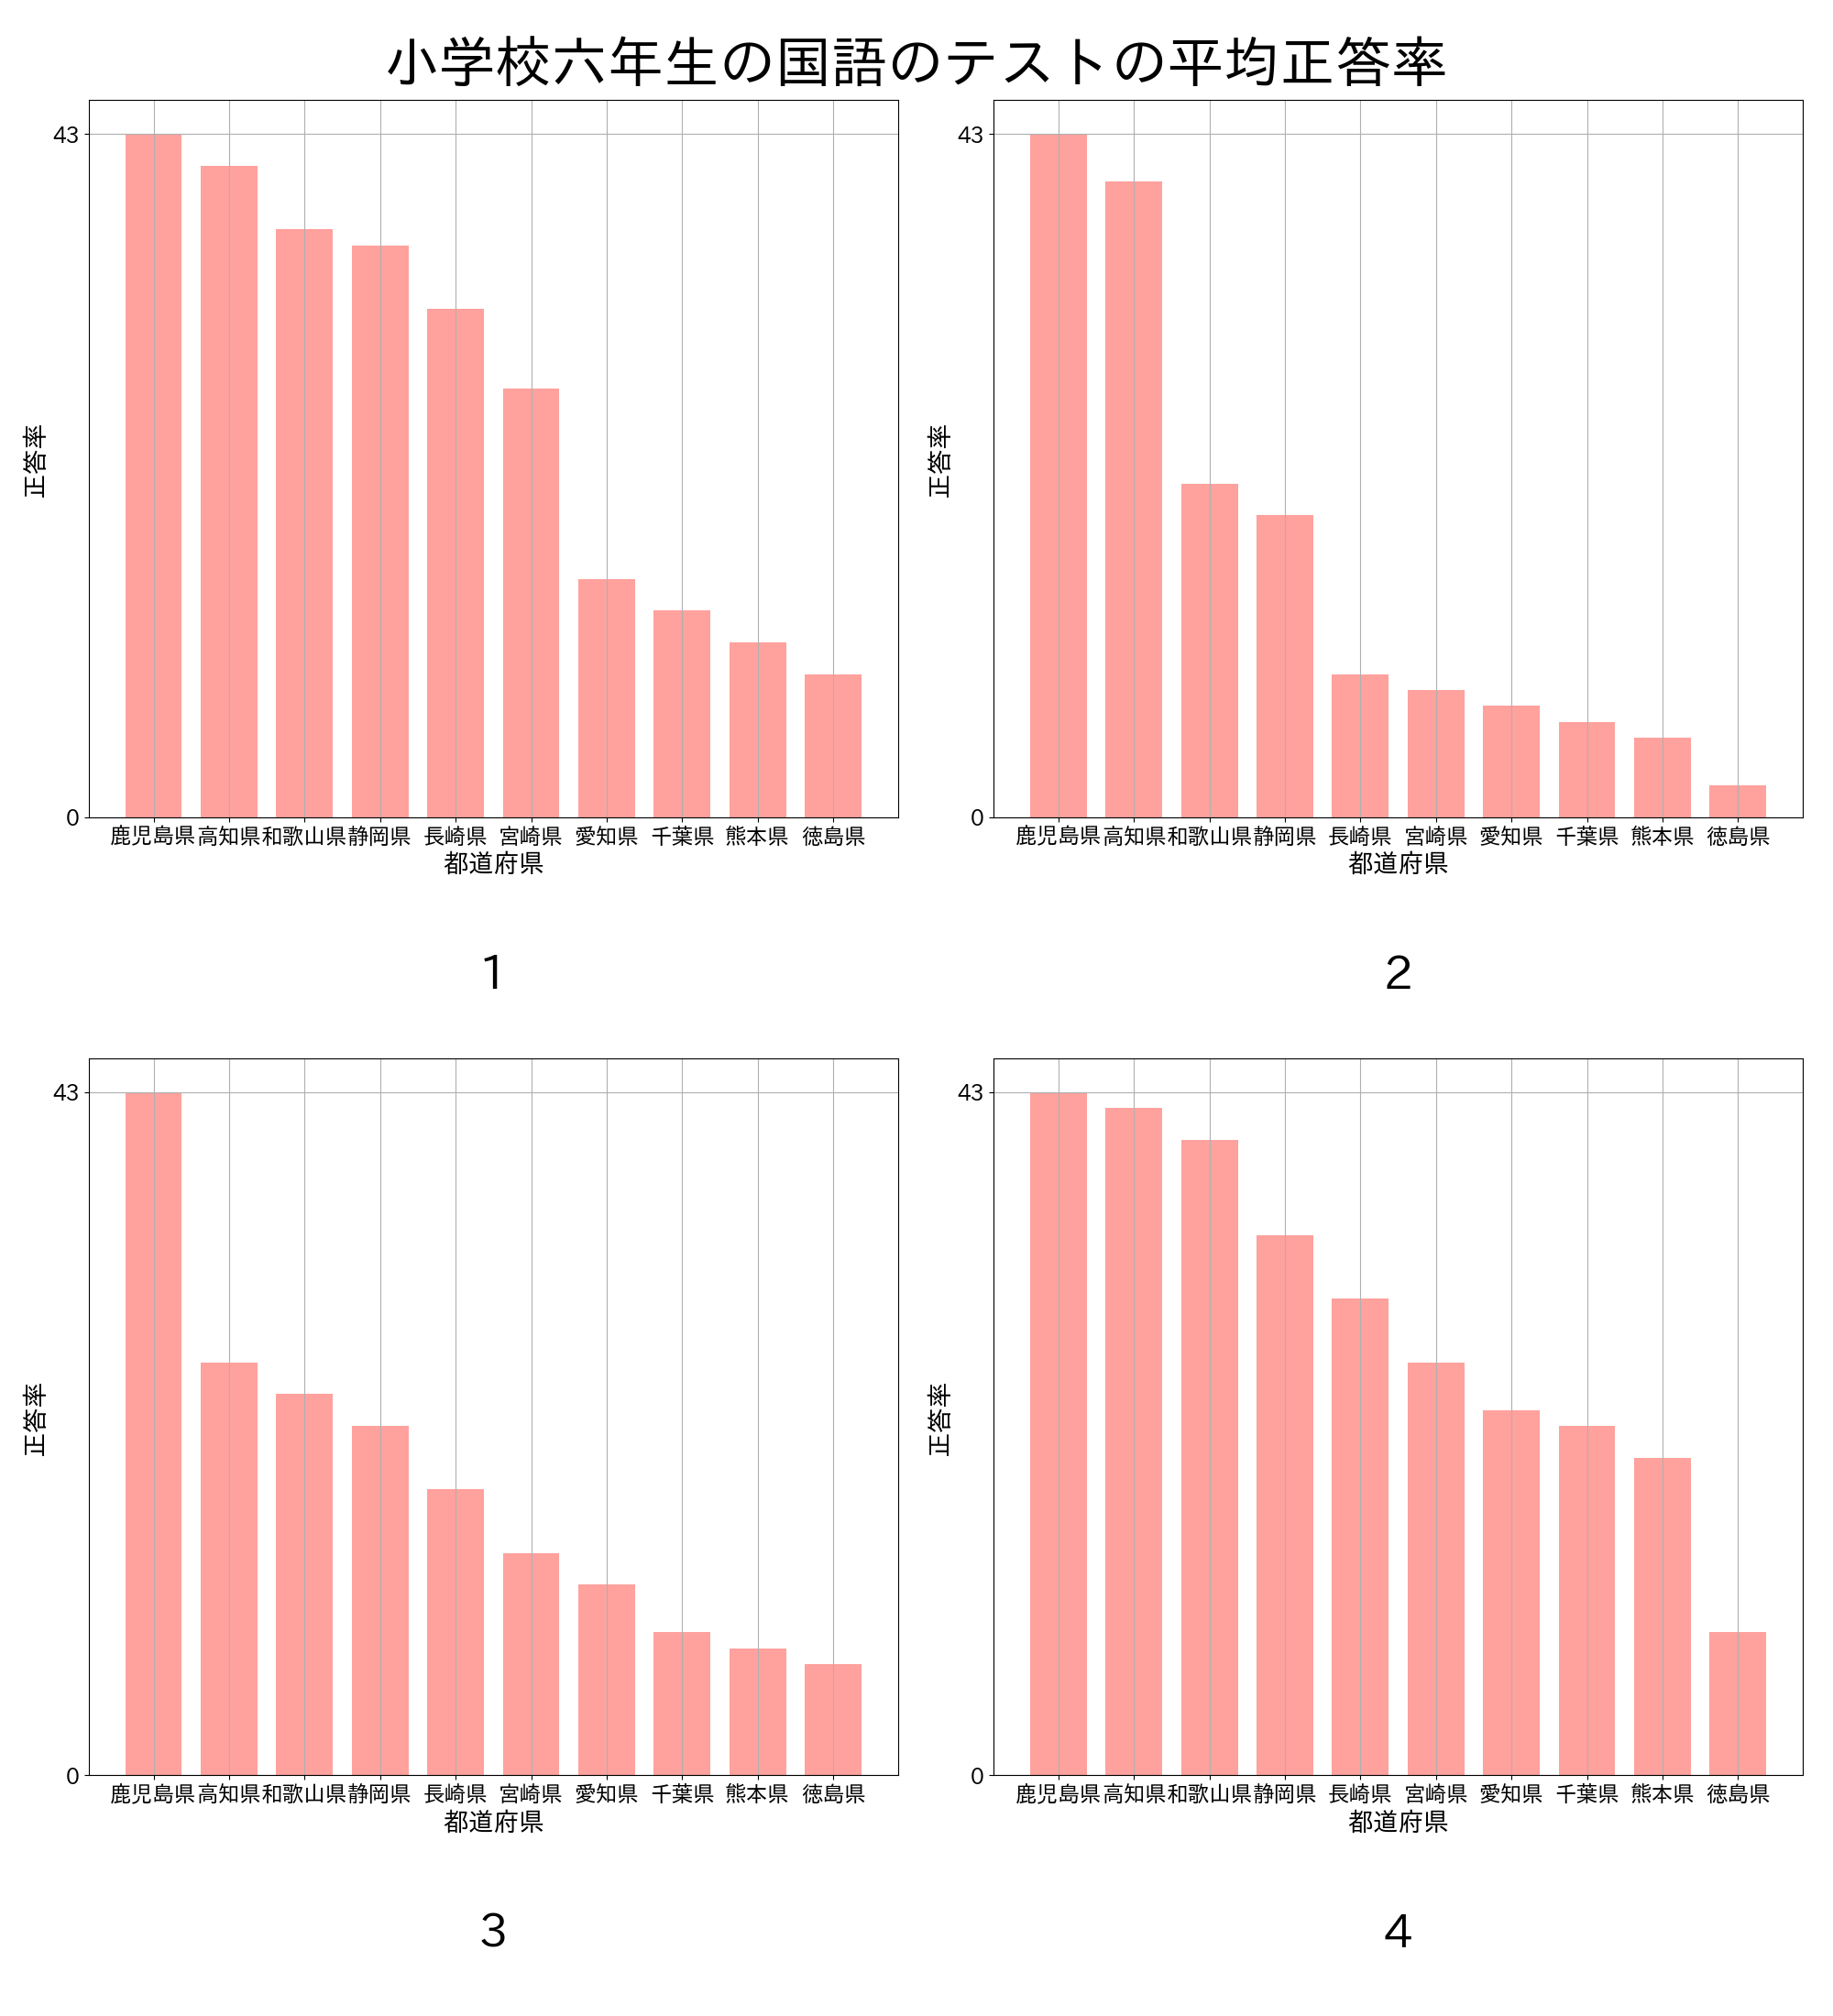 小学校六年生の国語のテストの平均正答率
43
0
正答率
鹿児島県 高知県 和歌山県 静岡県 長崎県 宮崎県 愛知県 千葉県 熊本県 徳島県
都道府県
1
43
0
正答率
鹿児島県 高知県 和歌山県 静岡県 長崎県 宮崎県 愛知県 千葉県 熊本県 徳島県
都道府県
2
43
0
正答率
鹿児島県 高知県 和歌山県 静岡県 長崎県 宮崎県 愛知県 千葉県 熊本県 徳島県
都道府県
3
43
0
正答率
鹿児島県 高知県 和歌山県 静岡県 長崎県 宮崎県 愛知県 千葉県 熊本県 徳島県
都道府県
4